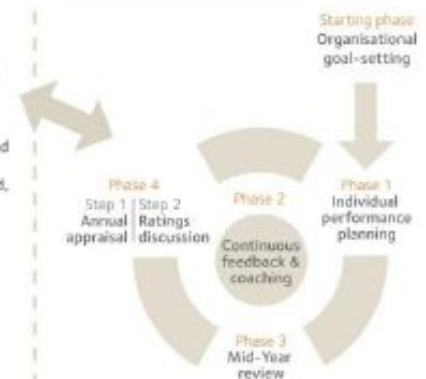 Starting phase
Organisational
goal-setting
Phase 1
Individual
performance
planning
Phase 2
Continuous
feedback &
coaching
Phase 3
Mid-Year
review
Phase 4
Step 1 | Step 2
Annual | Ratings
appraisal | discussion